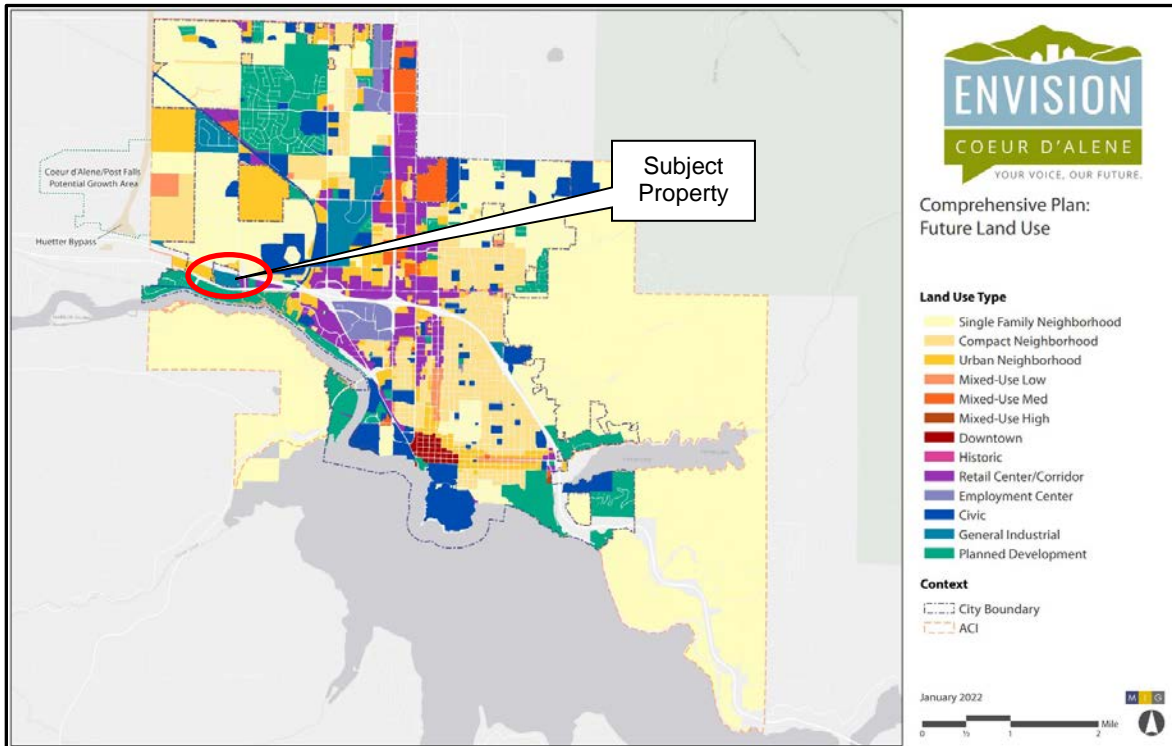 ENVISION
COEUR D'ALENE
YOUR VOICE, OUR FUTURE.
Comprehensive Plan:
Future Land Use
Subject
Property
Coeur d'Alene/Post Falls
Potential Growth Area
Huetter Bypass
Land Use Type
Single Family Neighborhood
Compact Neighborhood
Urban Neighborhood
Mixed-Use Low
Mixed-Use Med
Mixed-Use High
Downtown
Historic
Retail Center/Corridor
Employment Center
Civic
General Industrial
Planned Development
Context
City Boundary
ACI
January 2022
M I G
0 ½ 1 2 Mile